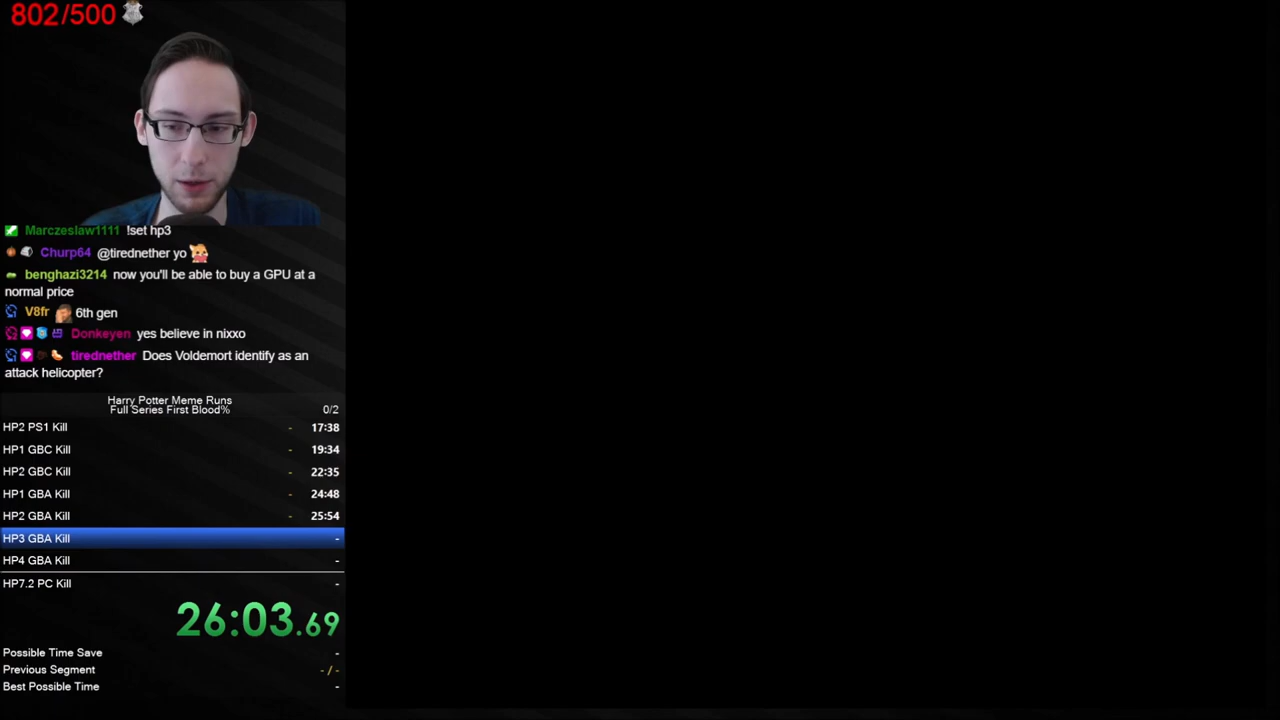 802/500
Marczeslaw1111 !set hp3
Churp64 @tirednether yo
benghazi3214 now you'll be able to buy a GPU at a
normal price
V8fr 6th gen
Donkeyen yes believe in nixxo
tirednether Does Voldemort identify as an
attack helicopter?
Harry Potter Meme Runs
Full Series First Blood% 0/2
HP2 PS1 Kill - 17:38
HP1 GBC Kill - 19:34
HP2 GBC Kill - 22:35
HP1 GBA Kill - 24:48
HP2 GBA Kill - 25:54
HP3 GBA Kill -
HP4 GBA Kill -
HP7.2 PC Kill -
26:03.69
Possible Time Save -
Previous Segment - / -
Best Possible Time -